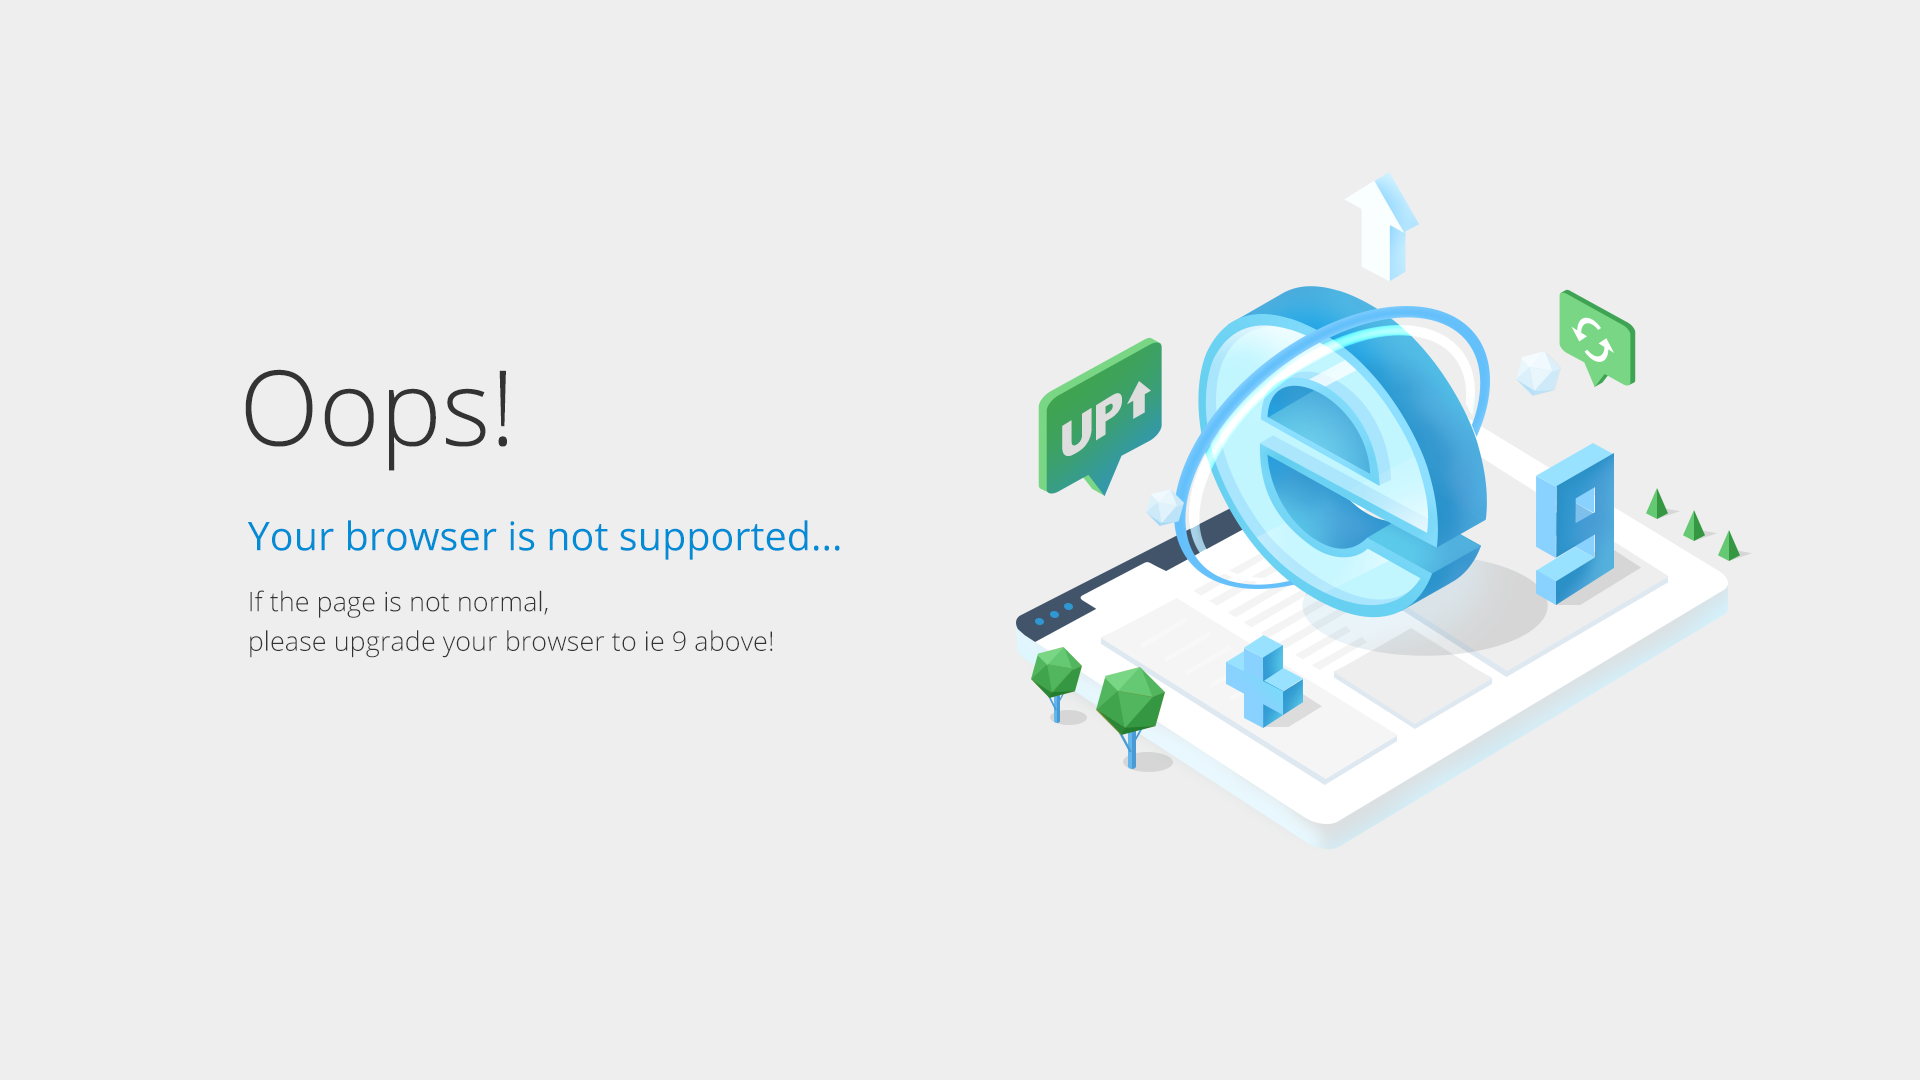 Oops!
Your browser is not supported...
If the page is not normal,
please upgrade your browser to ie 9 above!
UP
e
9